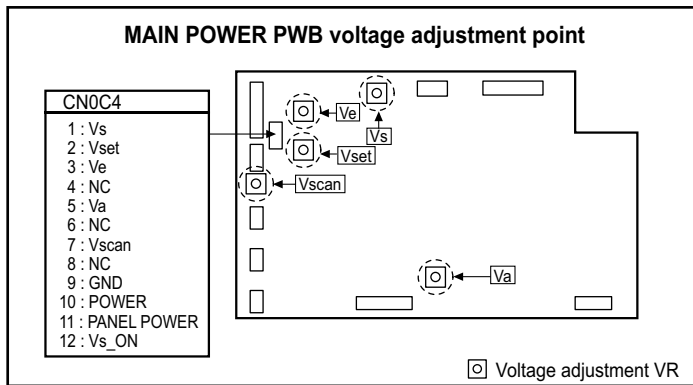 MAIN POWER PWB voltage adjustment point
CN0C4
1 : Vs
2 : Vset
3 : Ve
4 : NC
5 : Va
6 : NC
7 : Vscan
8 : NC
9 : GND
10 : POWER
11 : PANEL POWER
12 : Vs_ON
Ve
Vs
Vset
Vscan
Va
Voltage adjustment VR